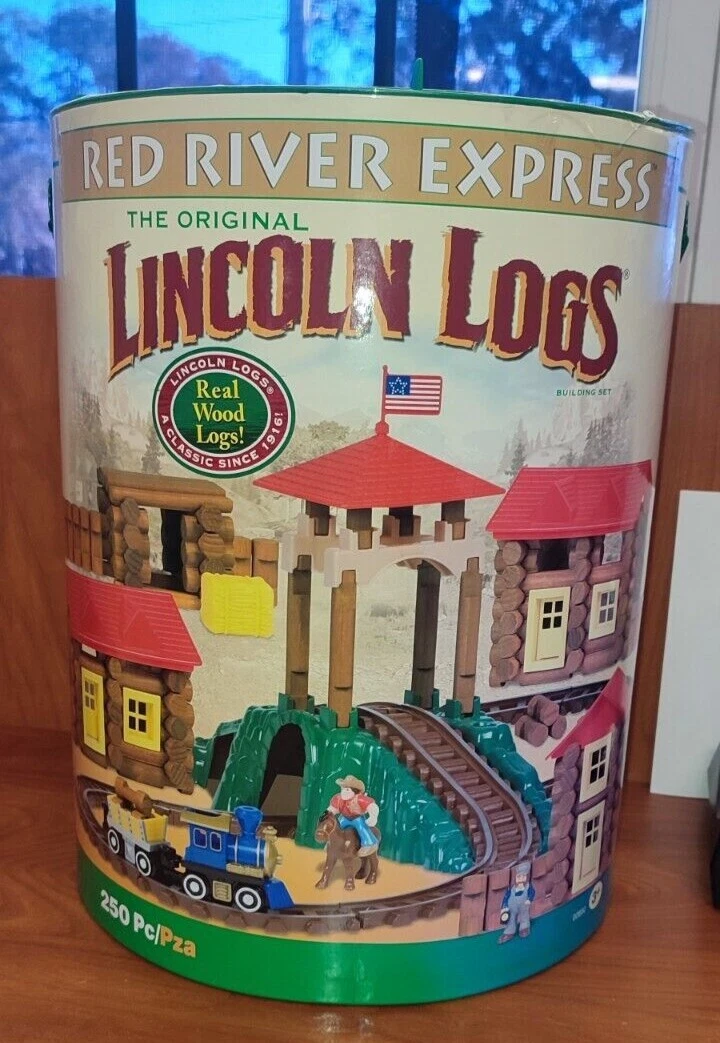 RED RIVER EXPRESS
THE ORIGINAL
LINCOLN LOGS®
BUILDING SET
LINCOLN LOGS®
Real
Wood
Logs!
A CLASSIC SINCE 1916!
250 Pc/Pza
3+